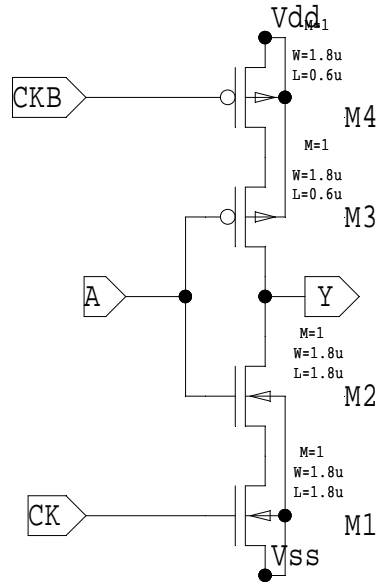 Vdd
M=1
W=1.8u
L=0.6u
CKB
M4
M=1
W=1.8u
L=0.6u
M3
A
Y
M=1
W=1.8u
L=1.8u
M2
M=1
W=1.8u
L=1.8u
CK
M1
Vss